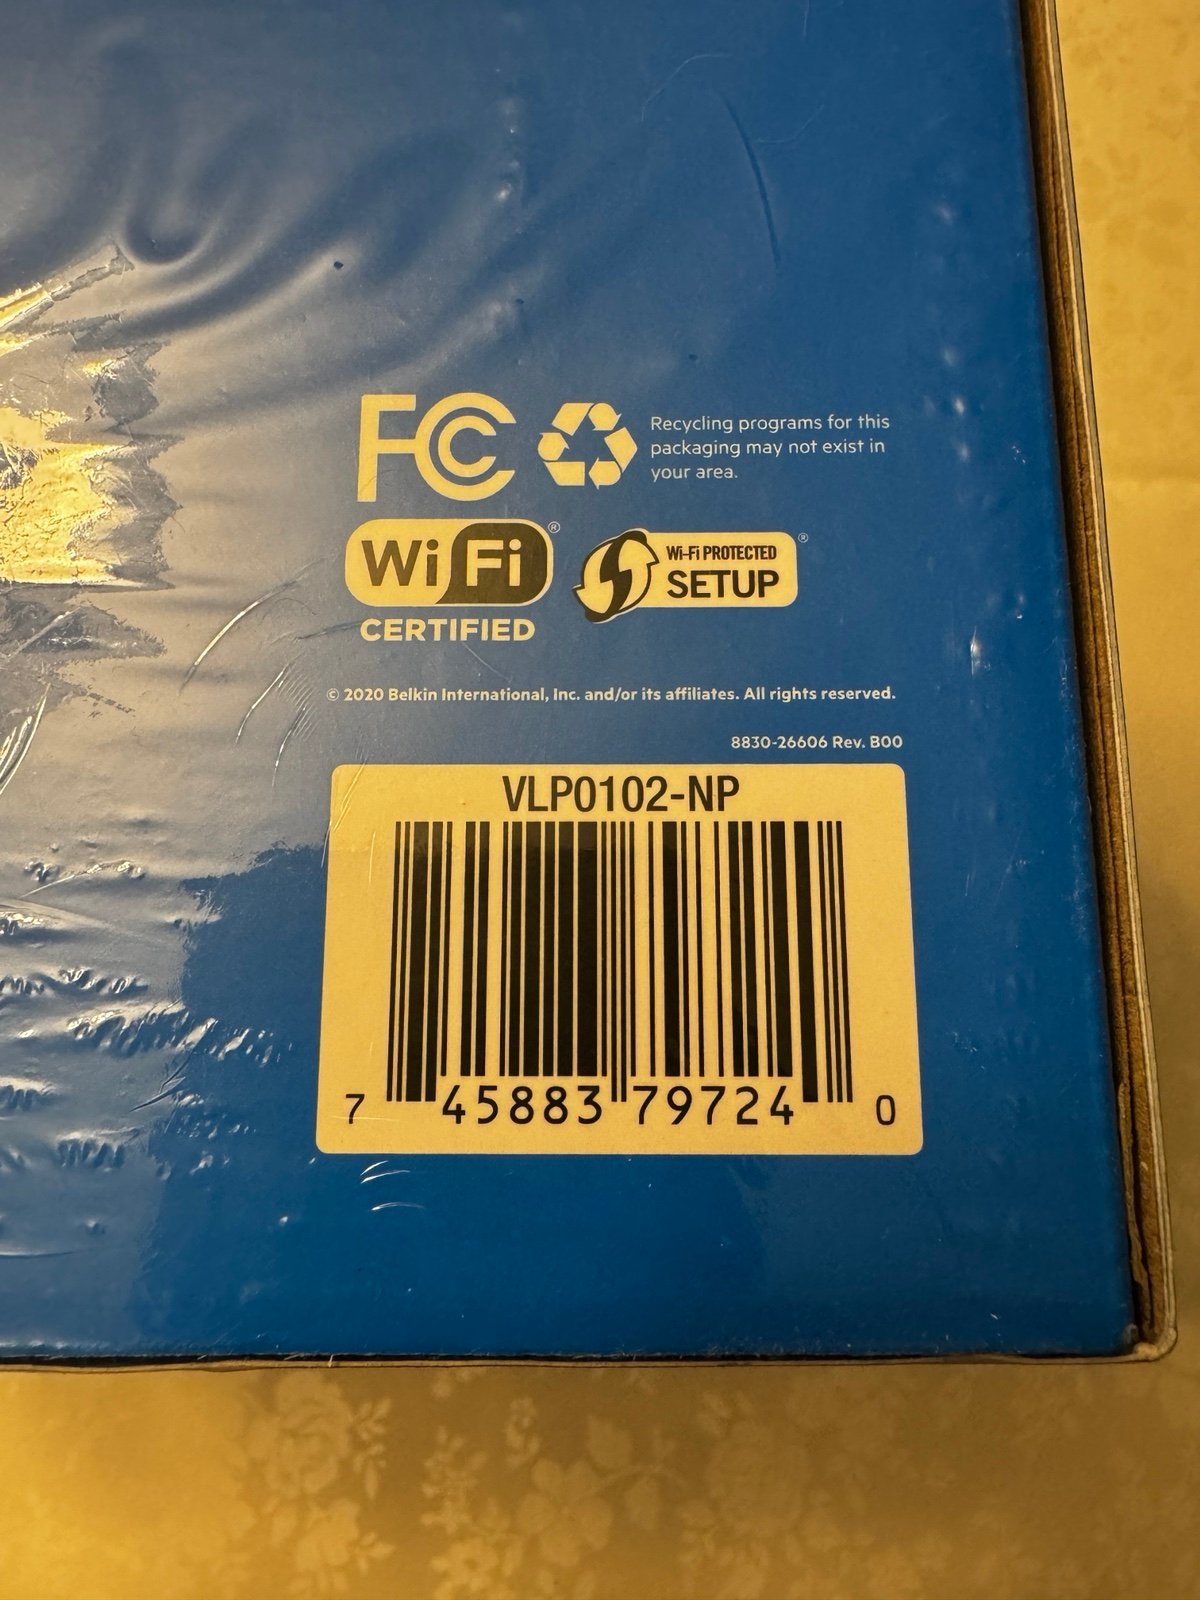 FC
Recycling programs for this
packaging may not exist in
your area.
Wi Fi®
CERTIFIED
Wi-Fi PROTECTED®
SETUP
© 2020 Belkin International, Inc. and/or its affiliates. All rights reserved.
8830-26606 Rev. B00
VLP0102-NP
7 45883 79724 0